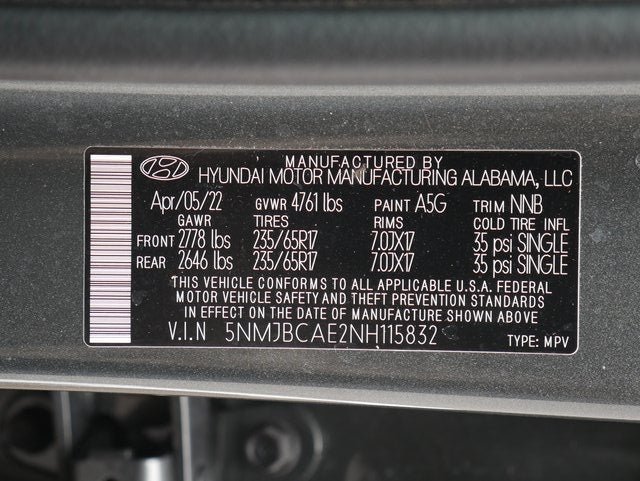 MANUFACTURED BY
HYUNDAI MOTOR MANUFACTURING ALABAMA, LLC
Apr/05/22 GVWR 4761 lbs PAINT A5G TRIM NNB
GAWR TIRES RIMS COLD TIRE INFL
FRONT 2778 lbs 235/65R17 7.0JX17 35 psi SINGLE
REAR 2646 lbs 235/65R17 7.0JX17 35 psi SINGLE
THIS VEHICLE CONFORMS TO ALL APPLICABLE U.S.A. FEDERAL
MOTOR VEHICLE SAFETY AND THEFT PREVENTION STANDARDS
IN EFFECT ON THE DATE OF MANUFACTURE SHOWN ABOVE.
V.I.N 5NMJBCAE2NH115832
TYPE: MPV